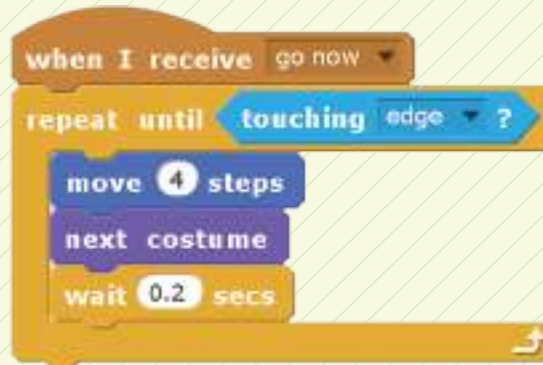 when I receive go now
repeat until touching edge ?
move 4 steps
next costume
wait 0.2 secs